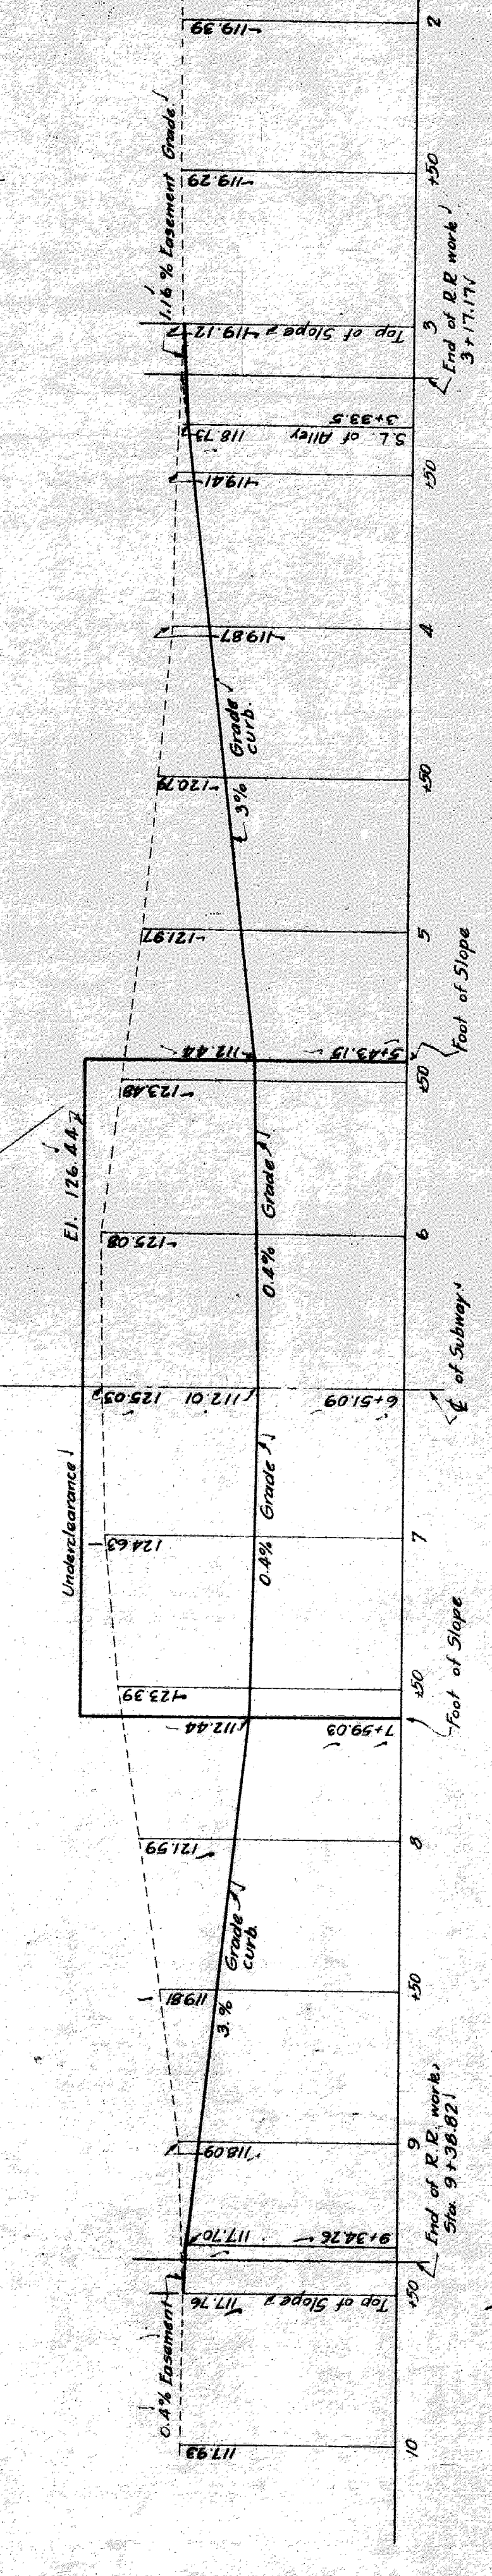 2
119.39
+50
119.29
1.16 % Easement Grade
3
119.12
Top of Slope
End of R.R work
3+17.17
S.L. of Alley
3+33.5
118.73
+50
119.41
4
119.87
Grade
curb.
3%
+50
120.79
5
121.97
Foot of Slope
5+43.15
112.44
+50
123.48
El. 126.44
0.4% Grade
6
125.08
℄ of Subway
6+51.09
112.01
125.03
Underclearance
0.4% Grade
7
124.63
+50
123.39
Foot of Slope
7+59.03
112.44
8
121.59
Grade
curb.
3.%
+50
119.81
9
118.09
End of R.R. work
Sta. 9+38.82
9+34.76
117.70
+50
Top of Slope
117.76
0.4% Easement
10
117.93